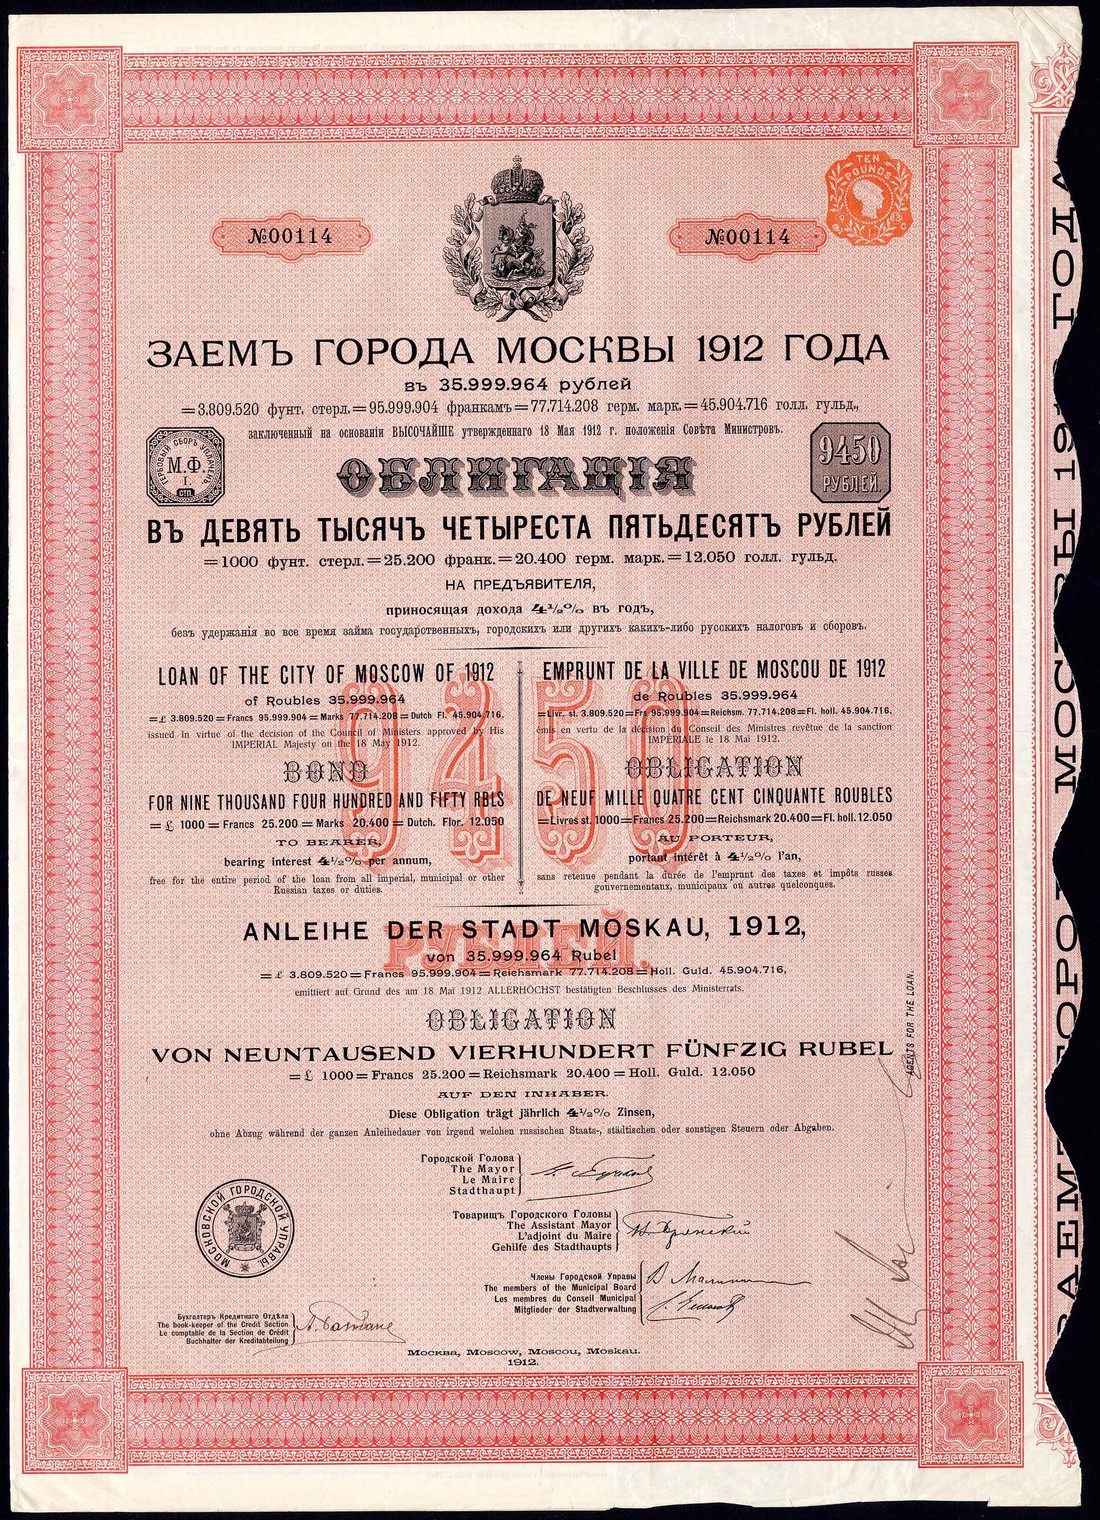 №00114
№00114
TEN
POUNDS
ЗАЕМЪ ГОРОДА МОСКВЫ 1912 ГОДА
въ 35.999.964 рублей
=3.809.520 фунт. стерл.=95.999.904 франкамъ=77.714.208 герм. марк.=45.904.716 голл. гульд.,
заключенный на основаніи ВЫСОЧАЙШЕ утвержденнаго 18 Мая 1912 г. положенія Совѣта Министровъ.
ГЕРБОВЫЙ СБОРЪ УПЛАЧЕНЪ
М.Ф.
I
СПБ
ОБЛИГАЦІЯ
9450
РУБЛЕЙ.
ВЪ ДЕВЯТЬ ТЫСЯЧЪ ЧЕТЫРЕСТА ПЯТЬДЕСЯТЪ РУБЛЕЙ
=1000 фунт. стерл.=25.200 франк.=20.400 герм. марк.=12.050 голл. гульд.
НА ПРЕДЪЯВИТЕЛЯ,
приносящая дохода 4½% въ годъ,
безъ удержанія во все время займа государственныхъ, городскихъ или другихъ какихъ-либо русскихъ налоговъ и сборовъ.
LOAN OF THE CITY OF MOSCOW OF 1912
of Roubles 35.999.964
=£ 3.809.520=Francs 95.999.904=Marks 77.714.208=Dutch Fl. 45.904.716,
issued in virtue of the decision of the Council of Ministers approved by His
IMPERIAL Majesty on the 18 May 1912.
BOND
FOR NINE THOUSAND FOUR HUNDRED AND FIFTY RBLS
=£ 1000=Francs 25.200=Marks 20.400=Dutch. Flor. 12.050
TO BEARER,
bearing interest 4½% per annum,
free for the entire period of the loan from all imperial, municipal or other
Russian taxes or duties.
EMPRUNT DE LA VILLE DE MOSCOU DE 1912
de Roubles 35.999.964
=Livr. st. 3.809.520=Frs 95.999.904=Reichsm. 77.714.208=Fl. holl. 45.904.716,
émis en vertu de la décision du Conseil des Ministres revêtue de la sanction
IMPÉRIALE le 18 Mai 1912.
OBLIGATION
DE NEUF MILLE QUATRE CENT CINQUANTE ROUBLES
=Livres st. 1000=Francs 25.200=Reichsmark 20.400=Fl. holl. 12.050
AU PORTEUR,
portant intérêt à 4½% l'an,
sans retenue pendant la durée de l'emprunt des taxes et impôts russes
gouvernementaux, municipaux ou autres quelconques.
9450
РУБЛЕЙ.
ANLEIHE DER STADT MOSKAU, 1912,
von 35.999.964 Rubel
=£ 3.809.520=Francs 95.999.904=Reichsmark 77.714.208=Holl. Guld. 45.904.716,
emittiert auf Grund des am 18 Mai 1912 ALLERHÖCHST bestätigten Beschlusses des Ministerrats.
OBLIGATION
VON NEUNTAUSEND VIERHUNDERT FÜNFZIG RUBEL
=£ 1000=Francs 25.200=Reichsmark 20.400=Holl. Guld. 12.050
AUF DEN INHABER.
Diese Obligation trägt jährlich 4½% Zinsen,
ohne Abzug während der ganzen Anleihedauer von irgend welchen russischen Staats-, städtischen oder sonstigen Steuern oder Abgaben.
AGENTS FOR THE LOAN.
Городской Голова
The Mayor
Le Maire
Stadthaupt
Товарищъ Городского Головы
The Assistant Mayor
L'adjoint du Maire
Gehilfe des Stadthaupts
Члены Городской Управы
The members of the Municipal Board
Les membres du Conseil Municipal
Mitglieder der Stadtverwaltung
МОСКОВСКОЙ ГОРОДСКОЙ УПРАВЫ
Бухгалтеръ Кредитнаго Отдѣла
The book-keeper of the Credit Section
Le comptable de la Section de Crédit
Buchhalter der Kreditabteilung
Москва, Moscow, Moscou, Moskau.
1912.